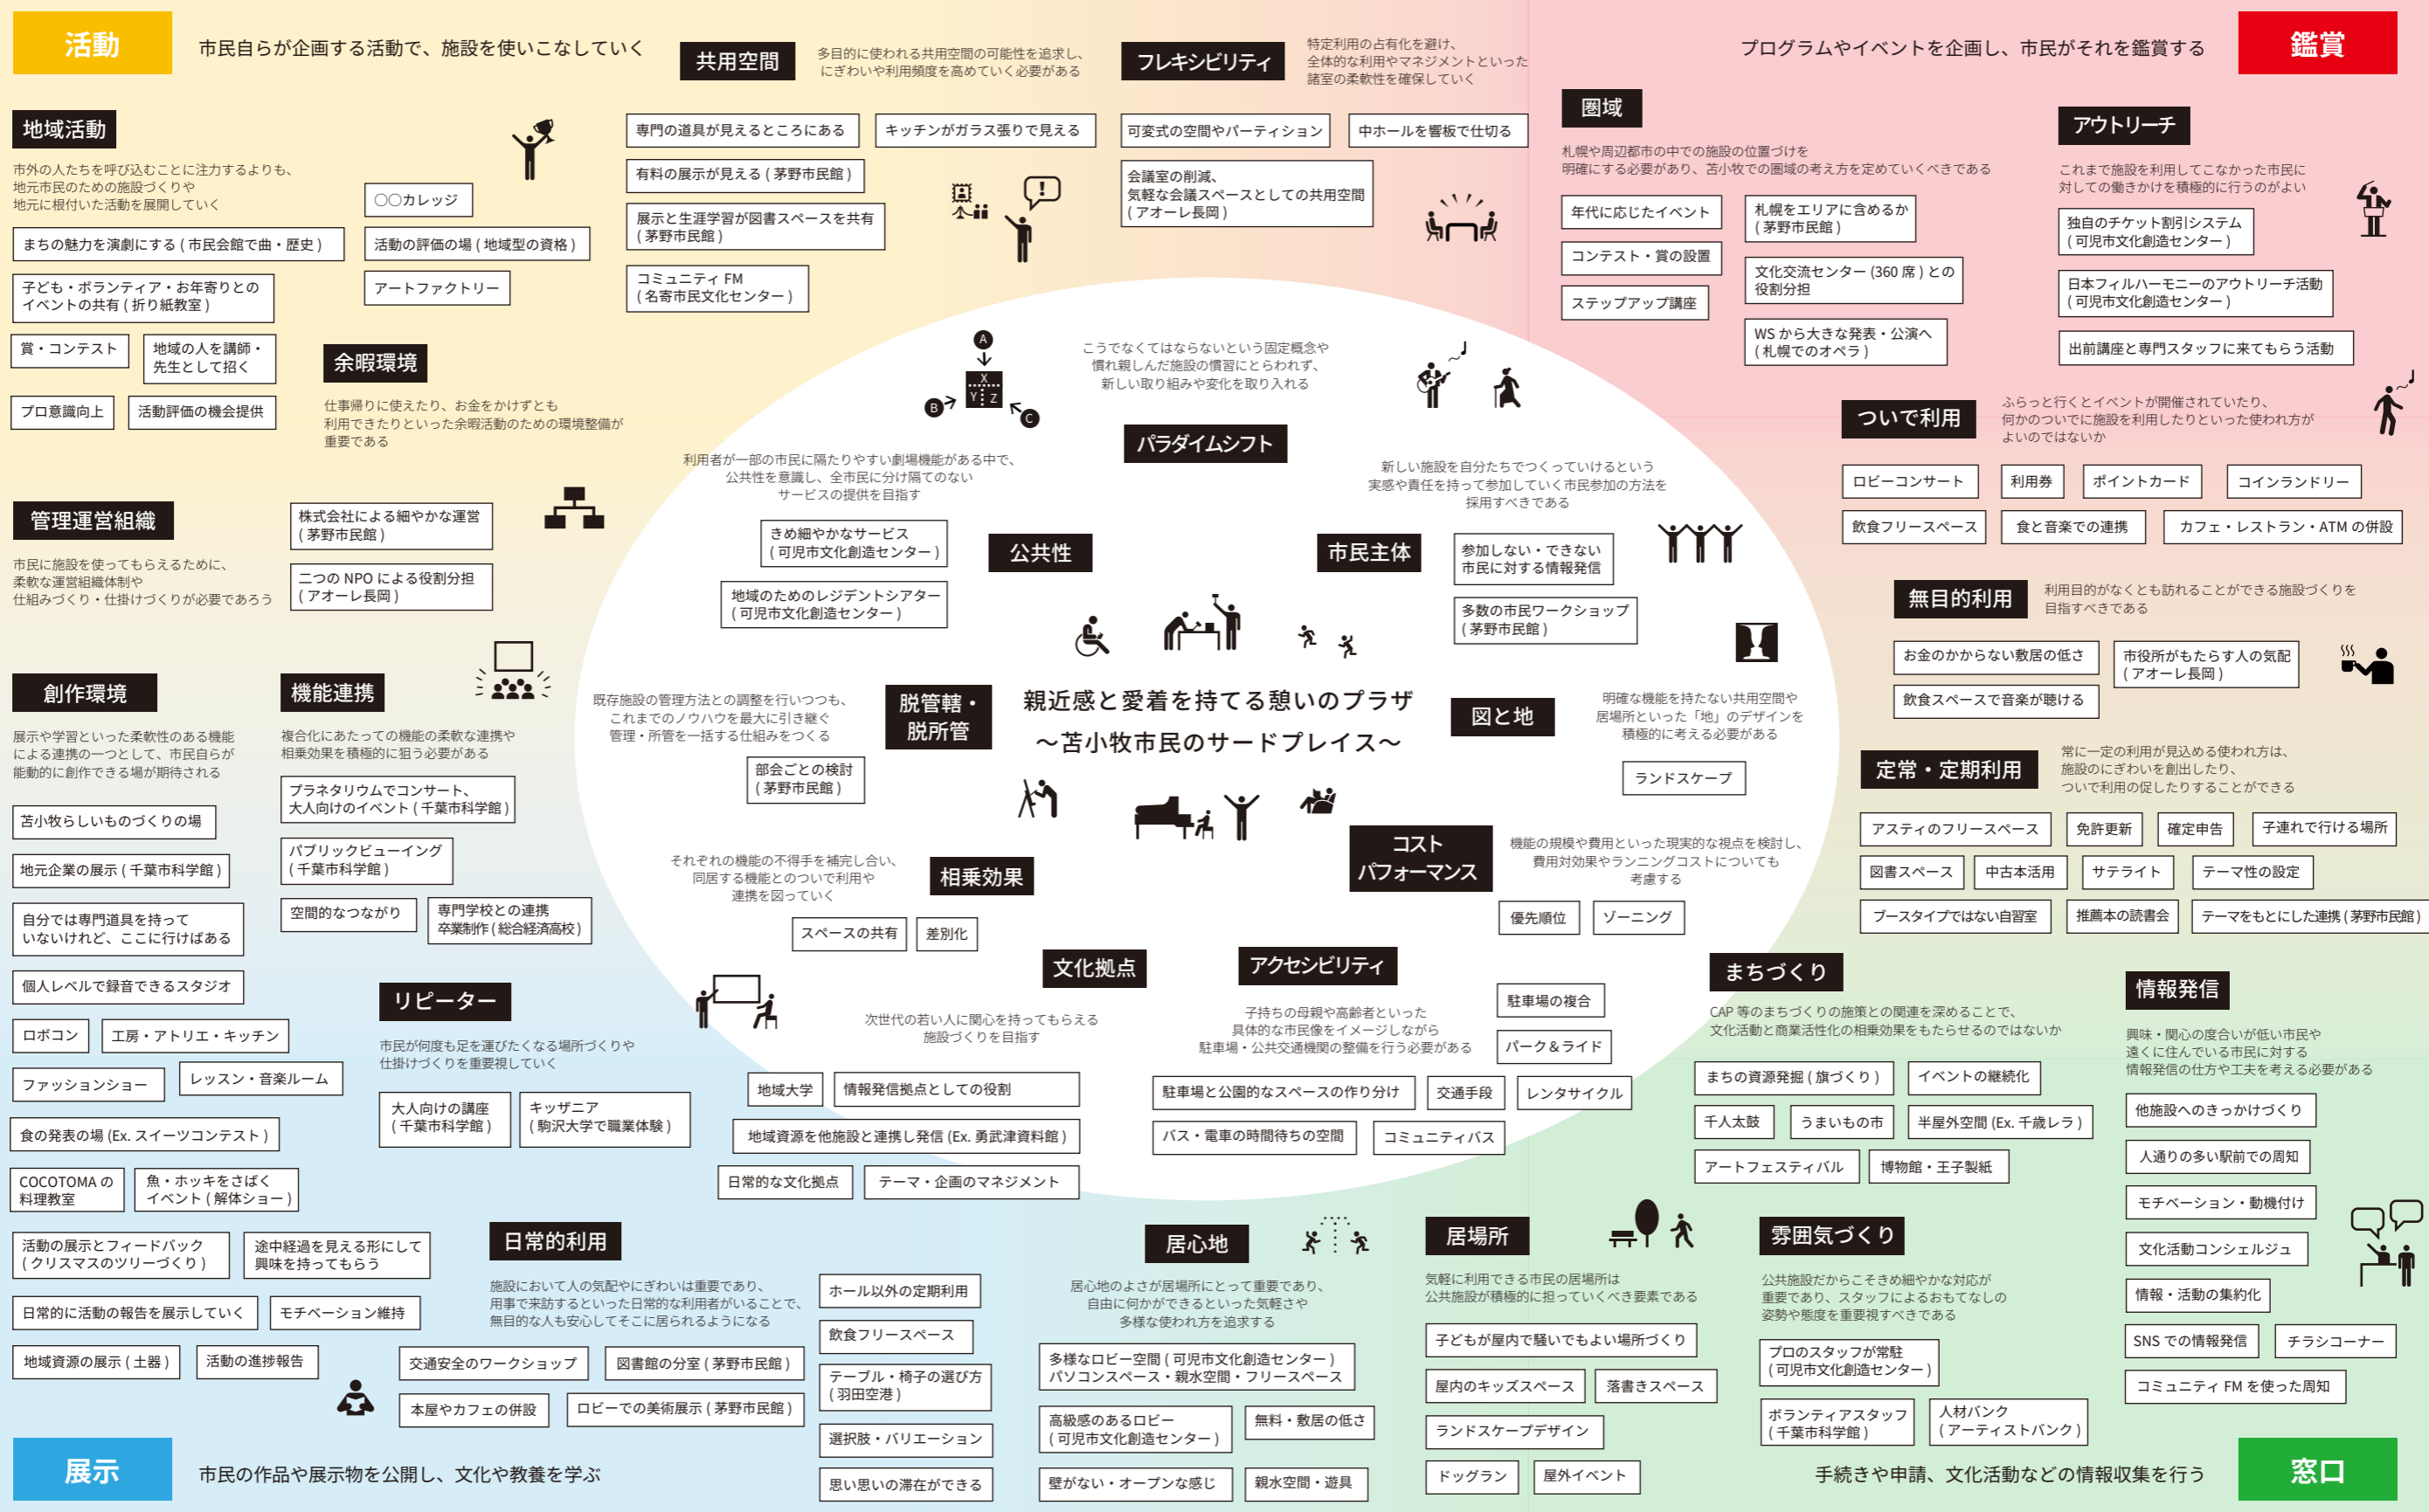 活動
市民自らが企画する活動で、施設を使いこなしていく
共用空間
多目的に使われる共用空間の可能性を追求し、
にぎわいや利用頻度を高めていく必要がある
フレキシビリティ
特定利用の占有化を避け、
全体的な利用やマネジメントといった
諸室の柔軟性を確保していく
プログラムやイベントを企画し、市民がそれを鑑賞する
鑑賞
地域活動
市外の人たちを呼び込むことに注力するよりも、
地元市民のための施設づくりや
地元に根付いた活動を展開していく
まちの魅力を演劇にする ( 市民会館で曲・歴史 )
子ども・ボランティア・お年寄りとの
イベントの共有 ( 折り紙教室 )
賞・コンテスト
地域の人を講師・
先生として招く
プロ意識向上
活動評価の機会提供
〇〇カレッジ
活動の評価の場 ( 地域型の資格 )
アートファクトリー
専門の道具が見えるところにある
キッチンがガラス張りで見える
有料の展示が見える ( 茅野市民館 )
展示と生涯学習が図書スペースを共有
( 茅野市民館 )
コミュニティ FM
( 名寄市民文化センター )
可変式の空間やパーティション
中ホールを響板で仕切る
会議室の削減、
気軽な会議スペースとしての共用空間
( アオーレ長岡 )
圏域
札幌や周辺都市の中での施設の位置づけを
明確にする必要があり、苫小牧での圏域の考え方を定めていくべきである
年代に応じたイベント
札幌をエリアに含めるか
( 茅野市民館 )
コンテスト・賞の設置
文化交流センター (360 席 ) との
役割分担
ステップアップ講座
WS から大きな発表・公演へ
( 札幌でのオペラ )
アウトリーチ
これまで施設を利用してこなかった市民に
対しての働きかけを積極的に行うのがよい
独自のチケット割引システム
( 可児市文化創造センター )
日本フィルハーモニーのアウトリーチ活動
( 可児市文化創造センター )
出前講座と専門スタッフに来てもらう活動
余暇環境
仕事帰りに使えたり、お金をかけずとも
利用できたりといった余暇活動のための環境整備が
重要である
A
X
Y
Z
B
C
こうでなくてはならないという固定概念や
慣れ親しんだ施設の慣習にとらわれず、
新しい取り組みや変化を取り入れる
パラダイムシフト
ついで利用
ふらっと行くとイベントが開催されていたり、
何かのついでに施設を利用したりといった使われ方が
よいのではないか
ロビーコンサート
利用券
ポイントカード
コインランドリー
飲食フリースペース
食と音楽での連携
カフェ・レストラン・ATM の併設
管理運営組織
市民に施設を使ってもらえるために、
柔軟な運営組織体制や
仕組みづくり・仕掛けづくりが必要であろう
株式会社による細やかな運営
( 茅野市民館 )
二つの NPO による役割分担
( アオーレ長岡 )
利用者が一部の市民に隔たりやすい劇場機能がある中で、
公共性を意識し、全市民に分け隔てのない
サービスの提供を目指す
きめ細やかなサービス
( 可児市文化創造センター )
公共性
地域のためのレジデントシアター
( 可児市文化創造センター )
新しい施設を自分たちでつくっていけるという
実感や責任を持って参加していく市民参加の方法を
採用すべきである
市民主体
参加しない・できない
市民に対する情報発信
多数の市民ワークショップ
( 茅野市民館 )
無目的利用
利用目的がなくとも訪れることができる施設づくりを
目指すべきである
お金のかからない敷居の低さ
市役所がもたらす人の気配
( アオーレ長岡 )
飲食スペースで音楽が聴ける
創作環境
展示や学習といった柔軟性のある機能
による連携の一つとして、市民自らが
能動的に創作できる場が期待される
苫小牧らしいものづくりの場
地元企業の展示 ( 千葉市科学館 )
自分では専門道具を持って
いないけれど、ここに行けばある
個人レベルで録音できるスタジオ
ロボコン
工房・アトリエ・キッチン
ファッションショー
レッスン・音楽ルーム
食の発表の場 (Ex. スイーツコンテスト )
COCOTOMA の
料理教室
魚・ホッキをさばく
イベント ( 解体ショー )
機能連携
複合化にあたっての機能の柔軟な連携や
相乗効果を積極的に狙う必要がある
プラネタリウムでコンサート、
大人向けのイベント ( 千葉市科学館 )
パブリックビューイング
( 千葉市科学館 )
空間的なつながり
専門学校との連携
卒業制作 ( 総合経済高校 )
既存施設の管理方法との調整を行いつつも、
これまでのノウハウを最大に引き継ぐ
管理・所管を一括する仕組みをつくる
脱管轄・
脱所管
部会ごとの検討
( 茅野市民館 )
親近感と愛着を持てる憩いのプラザ
～苫小牧市民のサードプレイス～
図と地
明確な機能を持たない共用空間や
居場所といった「地」のデザインを
積極的に考える必要がある
ランドスケープ
定常・定期利用
常に一定の利用が見込める使われ方は、
施設のにぎわいを創出したり、
ついで利用の促したりすることができる
アスティのフリースペース
免許更新
確定申告
子連れで行ける場所
図書スペース
中古本活用
サテライト
テーマ性の設定
ブースタイプではない自習室
推薦本の読書会
テーマをもとにした連携 ( 茅野市民館 )
それぞれの機能の不得手を補完し合い、
同居する機能とのついで利用や
連携を図っていく
相乗効果
スペースの共有
差別化
コスト
パフォーマンス
機能の規模や費用といった現実的な視点を検討し、
費用対効果やランニングコストについても
考慮する
優先順位
ゾーニング
リピーター
市民が何度も足を運びたくなる場所づくりや
仕掛けづくりを重要視していく
大人向けの講座
( 千葉市科学館 )
キッザニア
( 駒沢大学で職業体験 )
文化拠点
次世代の若い人に関心を持ってもらえる
施設づくりを目指す
地域大学
情報発信拠点としての役割
地域資源を他施設と連携し発信 (Ex. 勇武津資料館 )
日常的な文化拠点
テーマ・企画のマネジメント
アクセシビリティ
子持ちの母親や高齢者といった
具体的な市民像をイメージしながら
駐車場・公共交通機関の整備を行う必要がある
駐車場の複合
パーク＆ライド
駐車場と公園的なスペースの作り分け
交通手段
レンタサイクル
バス・電車の時間待ちの空間
コミュニティバス
まちづくり
CAP 等のまちづくりの施策との関連を深めることで、
文化活動と商業活性化の相乗効果をもたらせるのではないか
まちの資源発掘 ( 旗づくり )
イベントの継続化
千人太鼓
うまいもの市
半屋外空間 (Ex. 千歳レラ )
アートフェスティバル
博物館・王子製紙
情報発信
興味・関心の度合いが低い市民や
遠くに住んでいる市民に対する
情報発信の仕方や工夫を考える必要がある
他施設へのきっかけづくり
人通りの多い駅前での周知
モチベーション・動機付け
文化活動コンシェルジュ
情報・活動の集約化
SNS での情報発信
チラシコーナー
コミュニティ FM を使った周知
活動の展示とフィードバック
( クリスマスのツリーづくり )
途中経過を見える形にして
興味を持ってもらう
日常的に活動の報告を展示していく
モチベーション維持
地域資源の展示 ( 土器 )
活動の進捗報告
日常的利用
施設において人の気配やにぎわいは重要であり、
用事で来訪するといった日常的な利用者がいることで、
無目的な人も安心してそこに居られるようになる
交通安全のワークショップ
図書館の分室 ( 茅野市民館 )
本屋やカフェの併設
ロビーでの美術展示 ( 茅野市民館 )
ホール以外の定期利用
飲食フリースペース
テーブル・椅子の選び方
( 羽田空港 )
選択肢・バリエーション
思い思いの滞在ができる
居心地
居心地のよさが居場所にとって重要であり、
自由に何かができるといった気軽さや
多様な使われ方を追求する
多様なロビー空間 ( 可児市文化創造センター )
パソコンスペース・親水空間・フリースペース
高級感のあるロビー
( 可児市文化創造センター )
無料・敷居の低さ
壁がない・オープンな感じ
親水空間・遊具
居場所
気軽に利用できる市民の居場所は
公共施設が積極的に担っていくべき要素である
子どもが屋内で騒いでもよい場所づくり
屋内のキッズスペース
落書きスペース
ランドスケープデザイン
ドッグラン
屋外イベント
雰囲気づくり
公共施設だからこそきめ細やかな対応が
重要であり、スタッフによるおもてなしの
姿勢や態度を重要視すべきである
プロのスタッフが常駐
( 可児市文化創造センター )
ボランティアスタッフ
( 千葉市科学館 )
人材バンク
( アーティストバンク )
展示
市民の作品や展示物を公開し、文化や教養を学ぶ
手続きや申請、文化活動などの情報収集を行う
窓口